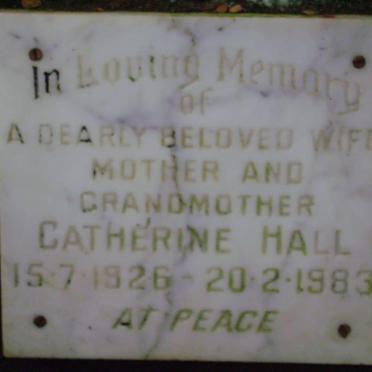 In Loving Memory
of
A DEARLY BELOVED WIFE
MOTHER AND
GRANDMOTHER
CATHERINE HALL
15·7·1926 - 20·2·1983
AT PEACE